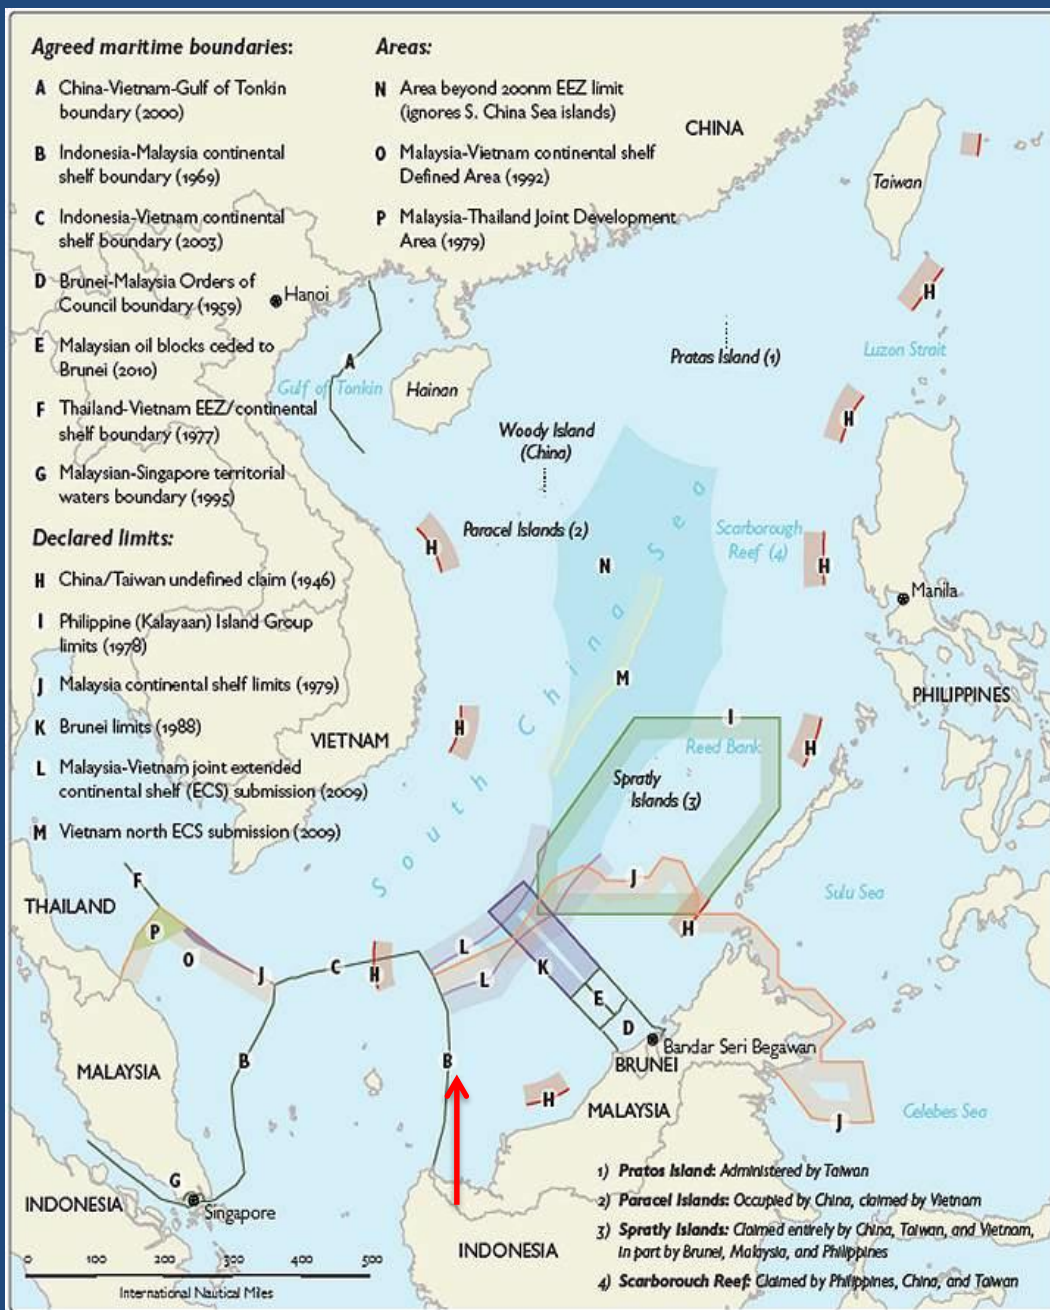 Agreed maritime boundaries:
A China-Vietnam-Gulf of Tonkin
boundary (2000)
B Indonesia-Malaysia continental
shelf boundary (1969)
C Indonesia-Vietnam continental
shelf boundary (2003)
D Brunei-Malaysia Orders of
Council boundary (1959)
E Malaysian oil blocks ceded to
Brunei (2010)
F Thailand-Vietnam EEZ/continental
shelf boundary (1977)
G Malaysian-Singapore territorial
waters boundary (1995)
Declared limits:
H China/Taiwan undefined claim (1946)
I Philippine (Kalayaan) Island Group
limits (1978)
J Malaysia continental shelf limits (1979)
K Brunei limits (1988)
L Malaysia-Vietnam joint extended
continental shelf (ECS) submission (2009)
M Vietnam north ECS submission (2009)
Areas:
N Area beyond 200nm EEZ limit
(ignores S. China Sea islands)
O Malaysia-Vietnam continental shelf
Defined Area (1992)
P Malaysia-Thailand Joint Development
Area (1979)
CHINA
Taiwan
Hanoi
H
A
Gulf of Tonkin
Hainan
Pratas Island (1)
Luzon Strait
H
Woody Island
(China)
Paracel Islands (2)
H
N
Scarborough
Reef (4)
H
Manila
South China Sea
M
PHILIPPINES
VIETNAM
H
I
Reed Bank
H
Spratly
Islands (3)
J
Sulu Sea
F
THAILAND
P
O
J
C
H
L
L
K
H
E
D
Bandar Seri Begawan
BRUNEI
B
B
MALAYSIA
H
MALAYSIA
J
Celebes Sea
G
INDONESIA
Singapore
INDONESIA
0 100 200 300 400 500
International Nautical Miles
1) Pratos Island: Administered by Taiwan
2) Paracel Islands: Occupied by China, claimed by Vietnam
3) Spratly Islands: Claimed entirely by China, Taiwan, and Vietnam,
in part by Brunei, Malaysia, and Philippines
4) Scarborouch Reef: Claimed by Philippines, China, and Taiwan